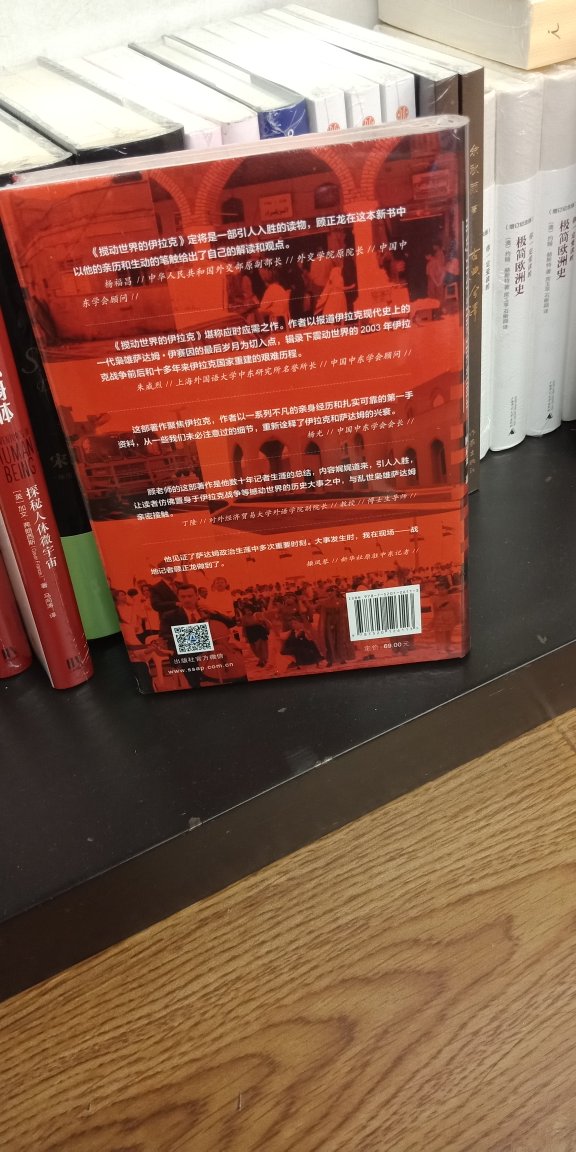 《搅动世界的伊拉克》定将是一部引人入胜的读物，顾正龙在这本新书中
以他的亲历和生动的笔触给出了自己的解读和观点。
杨福昌 // 中华人民共和国外交部原副部长 // 外交学院原院长 // 中国中
东学会顾问 //
《搅动世界的伊拉克》堪称应时应需之作。作者以报道伊拉克现代史上的
一代枭雄萨达姆·伊赛因的最后岁月为切入点，辑录下震动世界的 2003 年伊拉
克战争前后和十多年来伊拉克国家重建的艰难历程。
朱威烈 // 上海外国语大学中东研究所名誉所长 // 中国中东学会顾问 //
这部著作聚焦伊拉克，作者以一系列不凡的亲身经历和扎实可靠的第一手
资料，从一些我们未必注意过的细节，重新诠释了伊拉克和萨达姆的兴衰。
杨光 // 中国中东学会会长 //
顾老师的这部著作是他数十年记者生涯的总结，内容娓娓道来，引人入胜，
让读者仿佛置身于伊拉克战争等撼动世界的历史大事之中，与乱世枭雄萨达姆
亲密接触。
丁隆 // 对外经济贸易大学外语学院副院长 // 教授 // 博士生导师 //
他见证了萨达姆政治生涯中多次重要时刻。大事发生时，我在现场——战
地记者顾正龙做到了。
出版社官方微信
www.ssap.com.cn
定价：69.00元
HUMAN
BEING
探秘人体微宇宙
马向涛 译
极简欧洲史
极简欧洲史